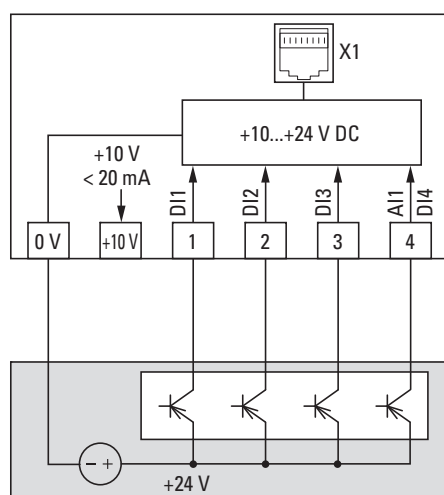 X1
+10...+24 V DC
+10 V
< 20 mA
DI1
DI2
DI3
AI1
DI4
0 V
+10 V
1
2
3
4
- +
+24 V